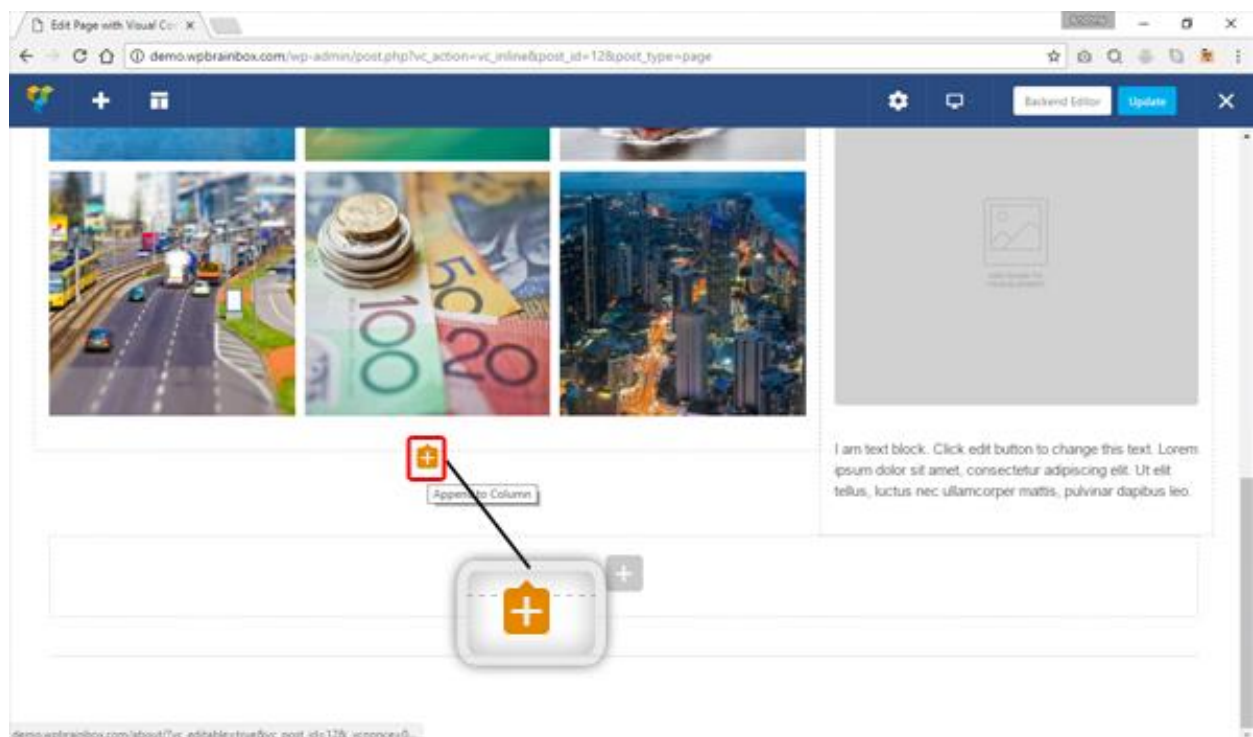 Edit Page with Visual Co
demo.wpbrainbox.com/wp-admin/post.php?vc_action=vc_inline&post_id=12&post_type=page
Backend Editor
Update
100
50
20
Append to Column
I am text block. Click edit button to change this text. Lorem
ipsum dolor sit amet, consectetur adipiscing elit. Ut elit
tellus, luctus nec ullamcorper mattis, pulvinar dapibus leo.